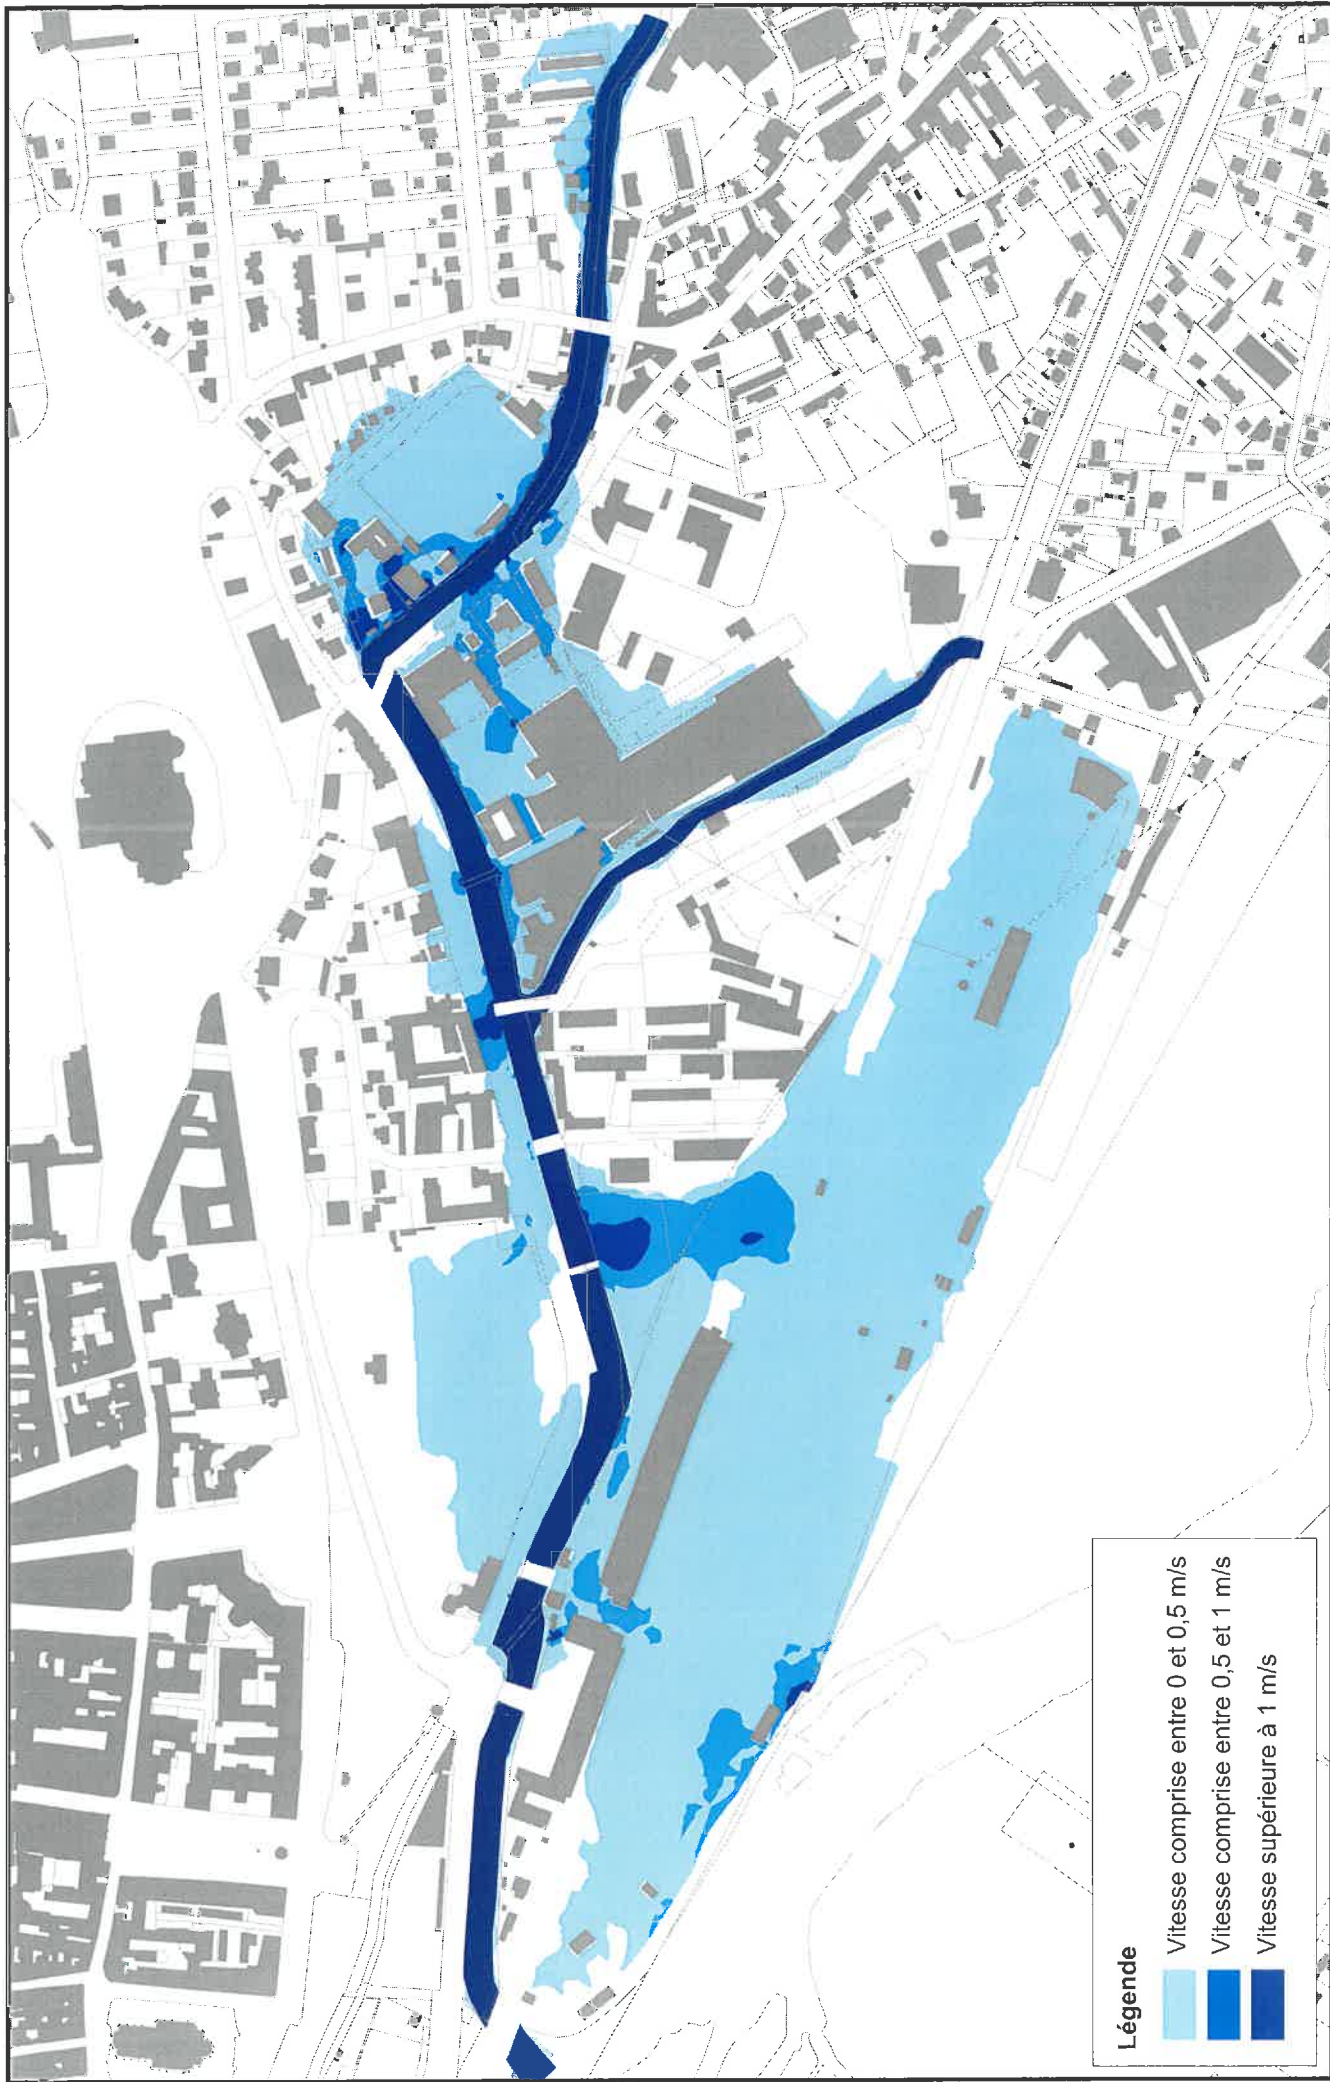 Légende
Vitesse comprise entre 0 et 0,5 m/s
Vitesse comprise entre 0,5 et 1 m/s
Vitesse supérieure à 1 m/s